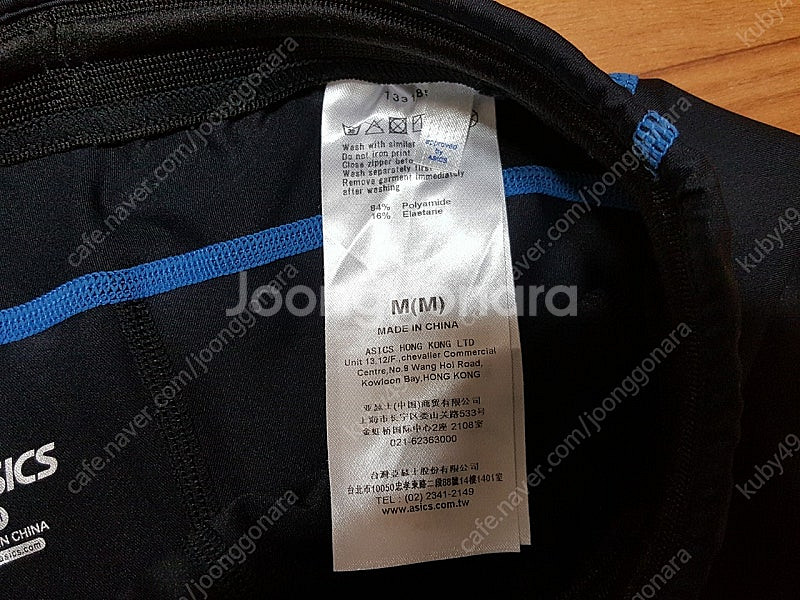 Wash with similar
Do not iron print
Close zipper befo
Wash separately first
Remove garment immediately
after washing
approved
by
ASICS
84% Polyamide
16% Elastane
Joonggonara
M(M)
MADE IN CHINA
ASICS HONG KONG LTD
Unit 13,12/F.,chevalier Commercial
Centre,No.8 Wang Hoi Road,
Kowloon Bay,HONG KONG
亚瑟士(中国)商贸有限公司
上海市长宁区娄山关路533号
金虹桥国际中心2座 2108室
021-62363000
台灣亞瑟士股份有限公司
台北市10050忠孝東路二段88號14樓1401室
TEL : (02) 2341-2149
www.asics.com.tw
SICS
N CHINA
sics.com
cafe.naver.com/joonggonara
kuby49